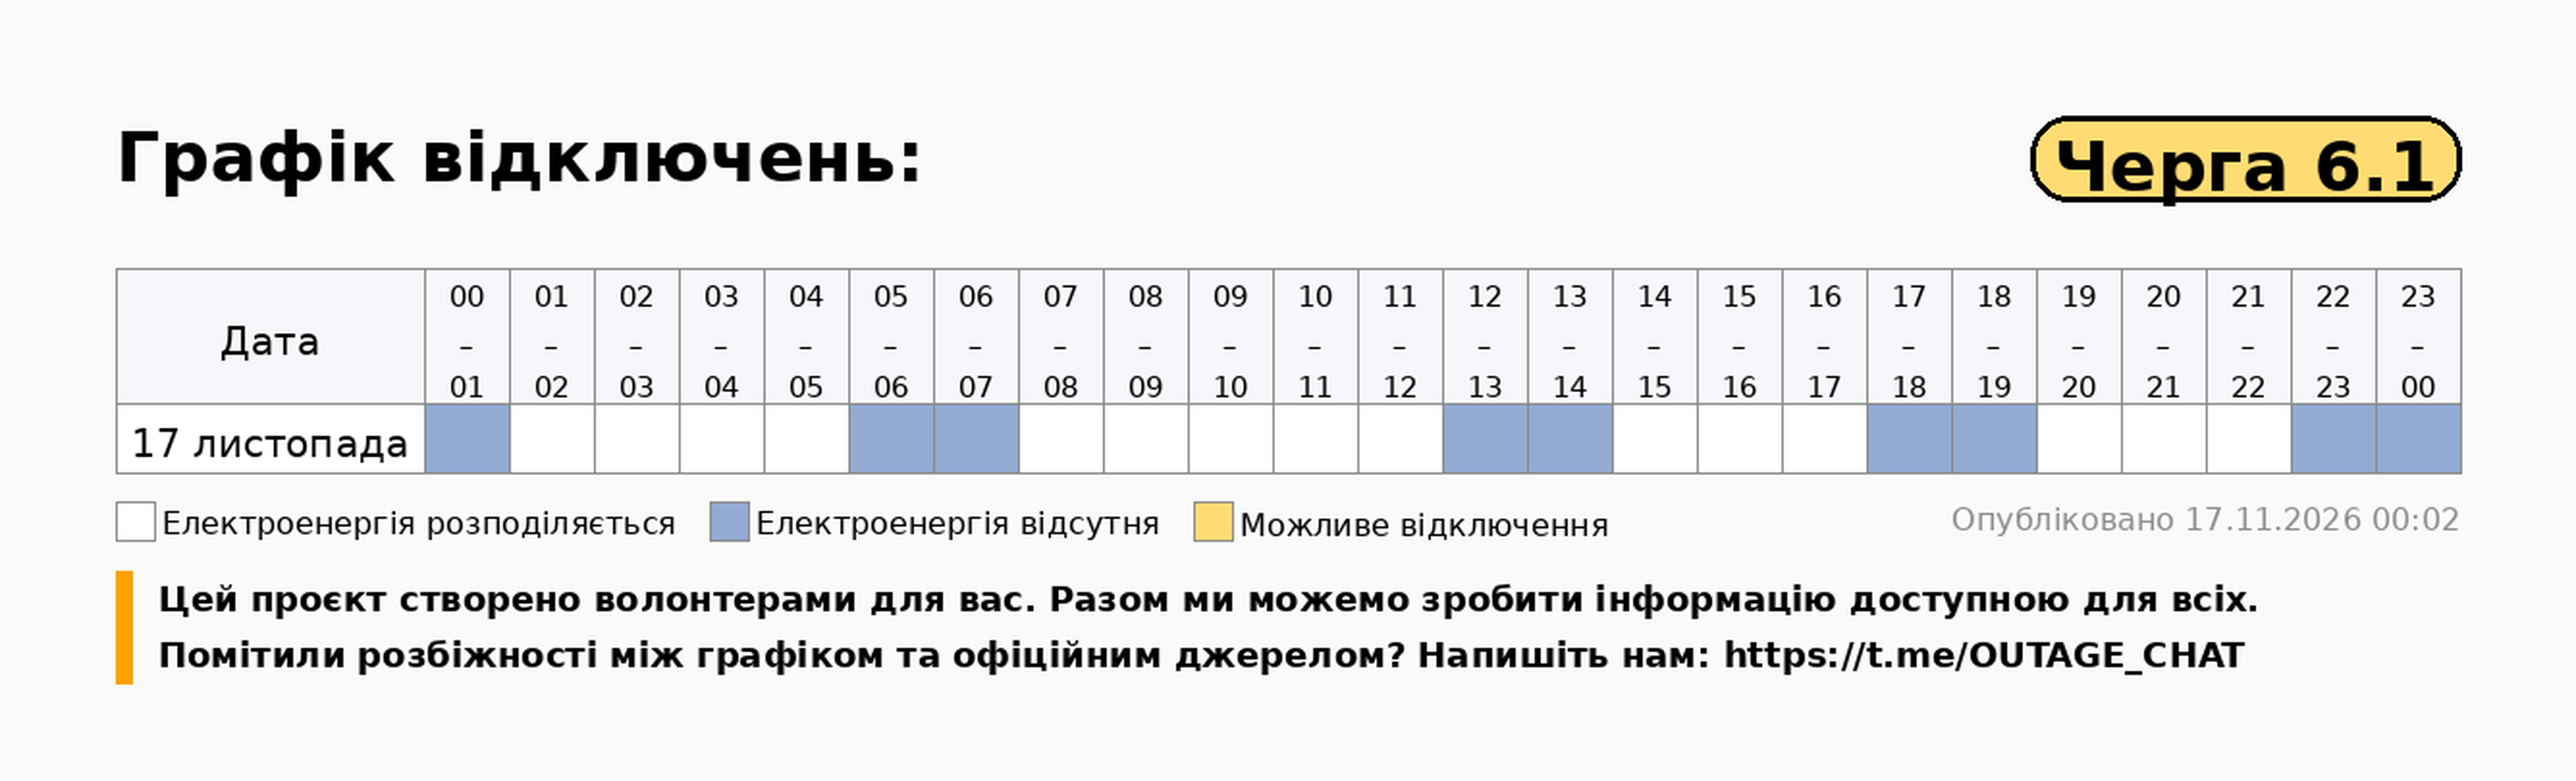 Графік відключень:
Черга 6.1
Дата 00 – 01 01 – 02 02 – 03 03 – 04 04 – 05 05 – 06 06 – 07 07 – 08 08 – 09 09 – 10 10 – 11 11 – 12 12 – 13 13 – 14 14 – 15 15 – 16 16 – 17 17 – 18 18 – 19 19 – 20 20 – 21 21 – 22 22 – 23 23 – 00
17 листопада
Електроенергія розподіляється Електроенергія відсутня Можливе відключення
Опубліковано 17.11.2026 00:02
Цей проєкт створено волонтерами для вас. Разом ми можемо зробити інформацію доступною для всіх.
Помітили розбіжності між графіком та офіційним джерелом? Напишіть нам: https://t.me/OUTAGE_CHAT